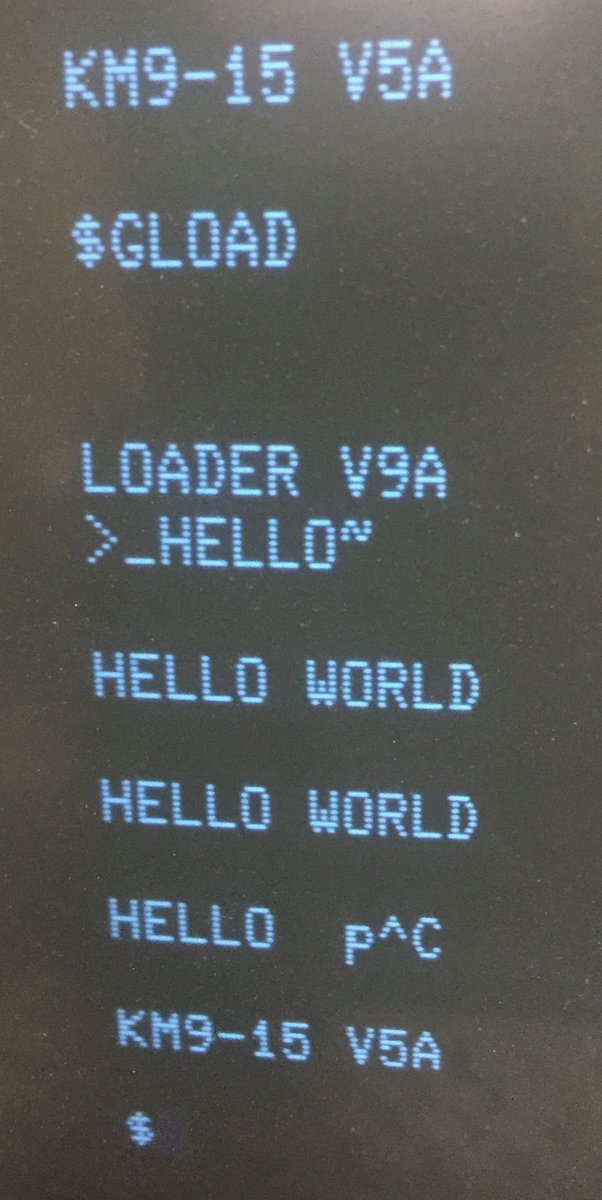 KM9-15 V5A
$GLOAD
LOADER V9A
>_HELLO~
HELLO WORLD
HELLO WORLD
HELLO  p^C
KM9-15 V5A
$